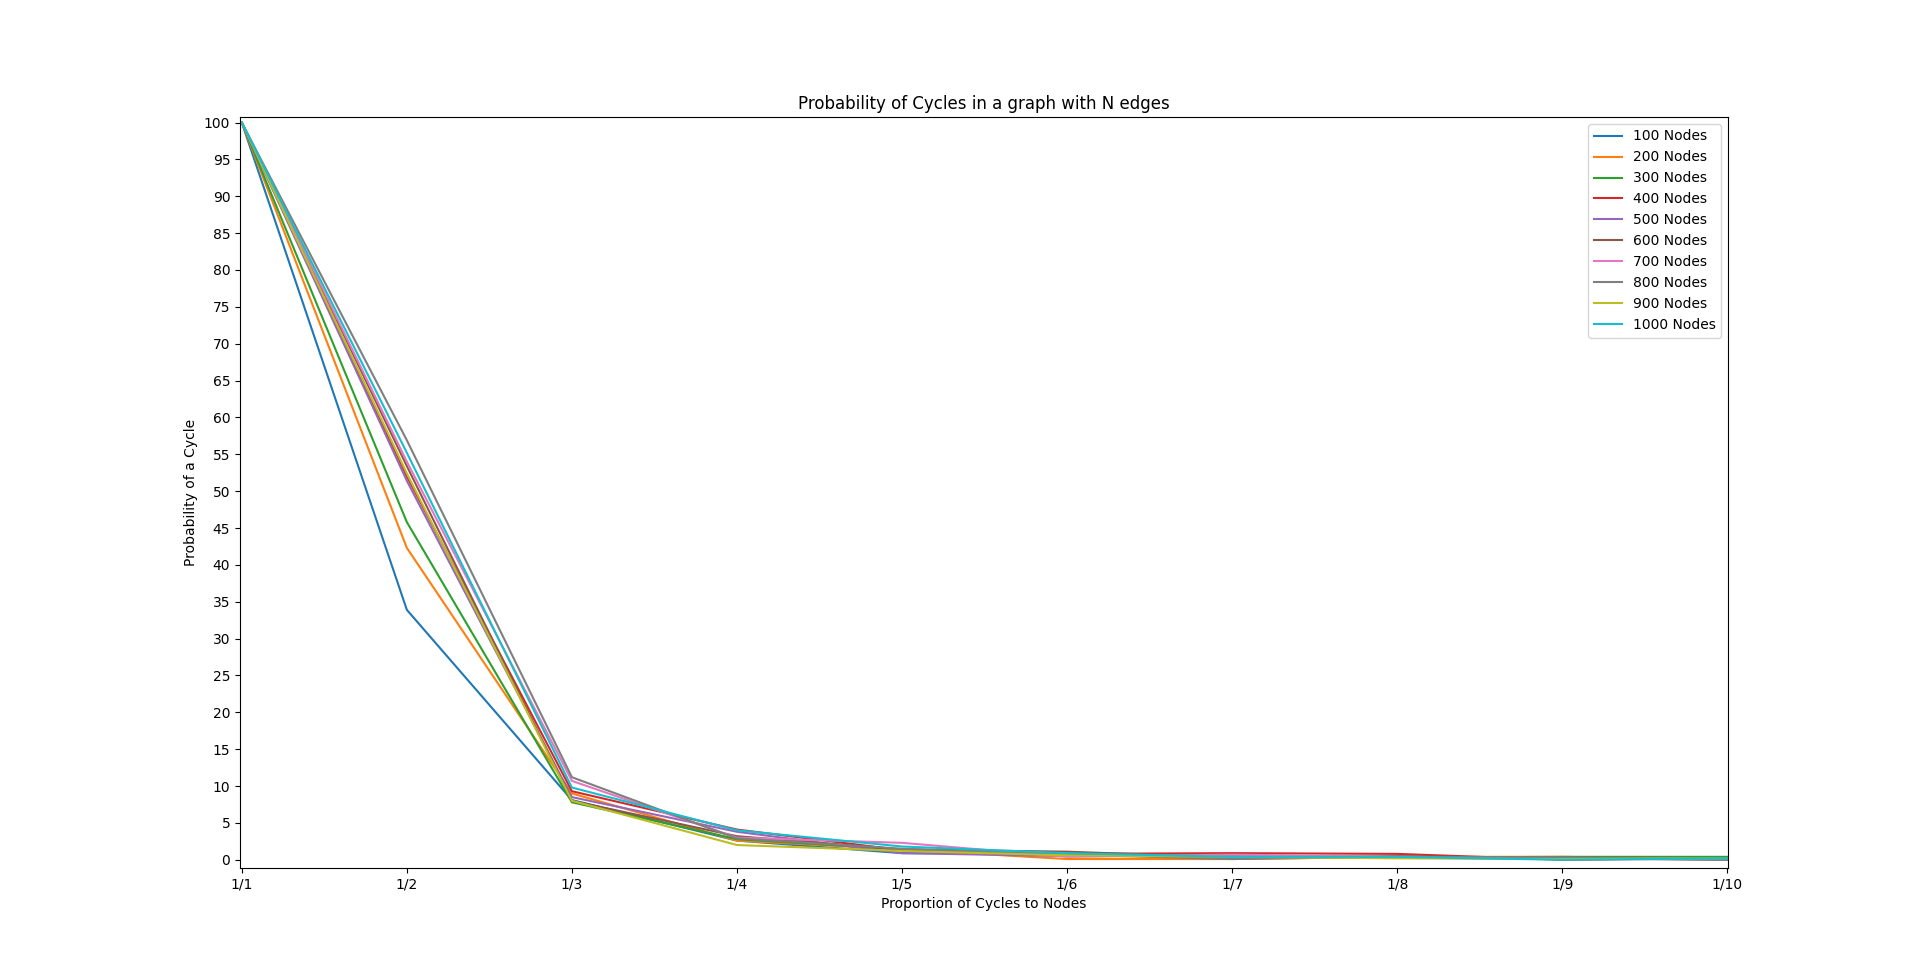 Probability of Cycles in a graph with N edges
100
95
90
85
80
75
70
65
60
55
50
45
40
35
30
25
20
15
10
5
0
Probability of a Cycle
100 Nodes
200 Nodes
300 Nodes
400 Nodes
500 Nodes
600 Nodes
700 Nodes
800 Nodes
900 Nodes
1000 Nodes
1/1 1/2 1/3 1/4 1/5 1/6 1/7 1/8 1/9 1/10
Proportion of Cycles to Nodes